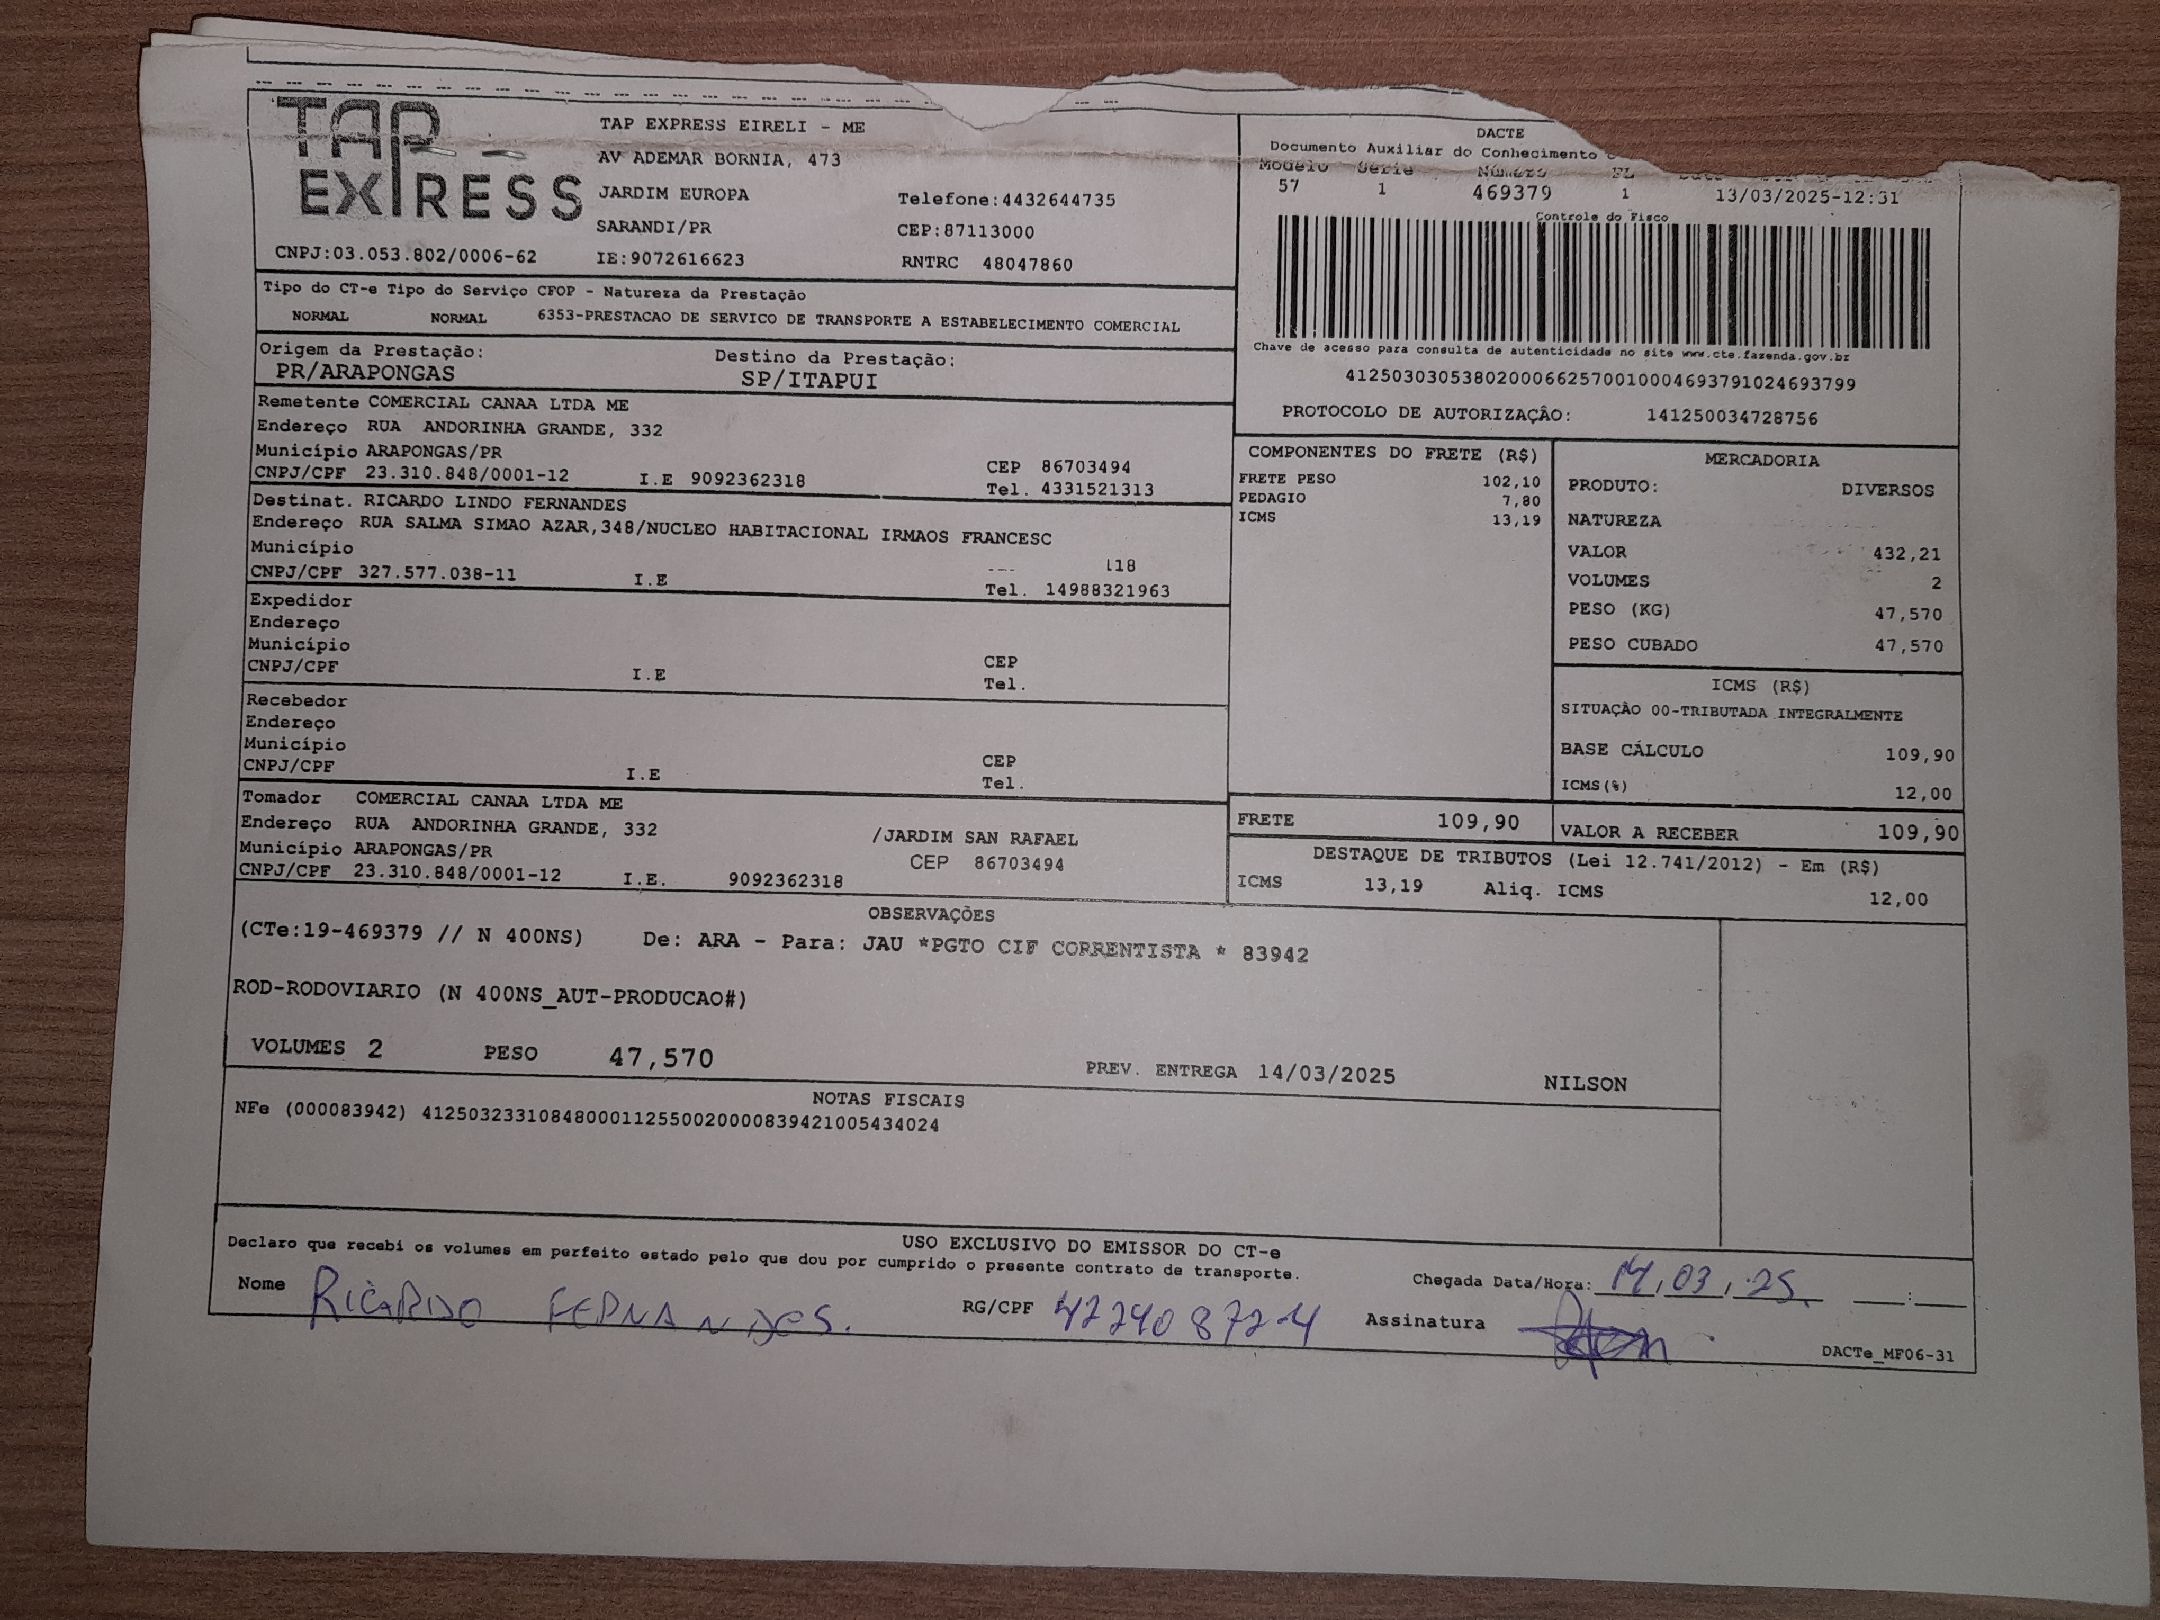 TAP EXPRESS
TAP EXPRESS EIRELI - ME
AV ADEMAR BORNIA, 473
JARDIM EUROPA Telefone:4432644735
SARANDI/PR CEP:87113000
CNPJ:03.053.802/0006-62 IE:9072616623 RNTRC 48047860
DACTE
Documento Auxiliar do Conhecimento
Modelo Serie Número FL
57 1 469379 1 13/03/2025-12:31
Controle do Fisco
Chave de acesso para consulta de autenticidade no site www.cte.fazenda.gov.br
41250303053802000662570010004693791024693799
PROTOCOLO DE AUTORIZAÇÂO: 141250034728756
Tipo do CT-e Tipo do Serviço CFOP - Natureza da Prestação
NORMAL NORMAL 6353-PRESTACAO DE SERVICO DE TRANSPORTE A ESTABELECIMENTO COMERCIAL
Origem da Prestação: Destino da Prestação:
PR/ARAPONGAS SP/ITAPUI
Remetente COMERCIAL CANAA LTDA ME
Endereço RUA ANDORINHA GRANDE, 332
Município ARAPONGAS/PR CEP 86703494
CNPJ/CPF 23.310.848/0001-12 I.E 9092362318 Tel. 4331521313
Destinat. RICARDO LINDO FERNANDES
Endereço RUA SALMA SIMAO AZAR,348/NUCLEO HABITACIONAL IRMAOS FRANCESC
Município 118
CNPJ/CPF 327.577.038-11 I.E Tel. 14988321963
Expedidor
Endereço
Município CEP
CNPJ/CPF I.E Tel.
Recebedor
Endereço
Município CEP
CNPJ/CPF I.E Tel.
Tomador COMERCIAL CANAA LTDA ME
Endereço RUA ANDORINHA GRANDE, 332 /JARDIM SAN RAFAEL
Município ARAPONGAS/PR CEP 86703494
CNPJ/CPF 23.310.848/0001-12 I.E. 9092362318
COMPONENTES DO FRETE (R$)
FRETE PESO 102,10
PEDAGIO 7,80
ICMS 13,19
MERCADORIA
PRODUTO: DIVERSOS
NATUREZA
VALOR 432,21
VOLUMES 2
PESO (KG) 47,570
PESO CUBADO 47,570
ICMS (R$)
SITUAÇÂO 00-TRIBUTADA INTEGRALMENTE
BASE CÁLCULO 109,90
ICMS(%) 12,00
FRETE 109,90 VALOR A RECEBER 109,90
DESTAQUE DE TRIBUTOS (Lei 12.741/2012) - Em (R$)
ICMS 13,19 Aliq. ICMS 12,00
OBSERVAÇÕES
(CTe:19-469379 // N 400NS) De: ARA - Para: JAU *PGTO CIF CORRENTISTA * 83942
ROD-RODOVIARIO (N 400NS_AUT-PRODUCAO#)
VOLUMES 2 PESO 47,570 PREV. ENTREGA 14/03/2025 NILSON
NOTAS FISCAIS
NFe (000083942) 41250323310848000112550020000839421005434024
USO EXCLUSIVO DO EMISSOR DO CT-e
Declaro que recebi os volumes em perfeito estado pelo que dou por cumprido o presente contrato de transporte.
Chegada Data/Hora: 14,03,25
Nome RICARDO FERNANDES. RG/CPF 42240872-4 Assinatura
DACTe_MF06-31